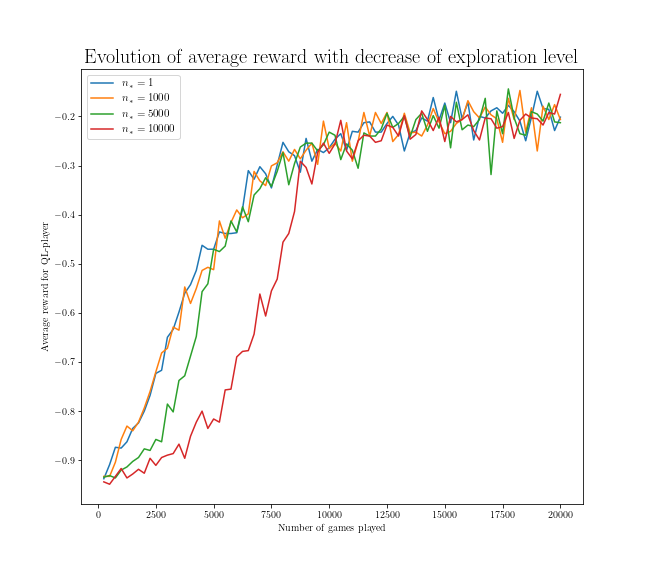 Evolution of average reward with decrease of exploration level
n* = 1
n* = 1000
n* = 5000
n* = 10000
Average reward for QL-player
−0.2
−0.3
−0.4
−0.5
−0.6
−0.7
−0.8
−0.9
0 2500 5000 7500 10000 12500 15000 17500 20000
Number of games played